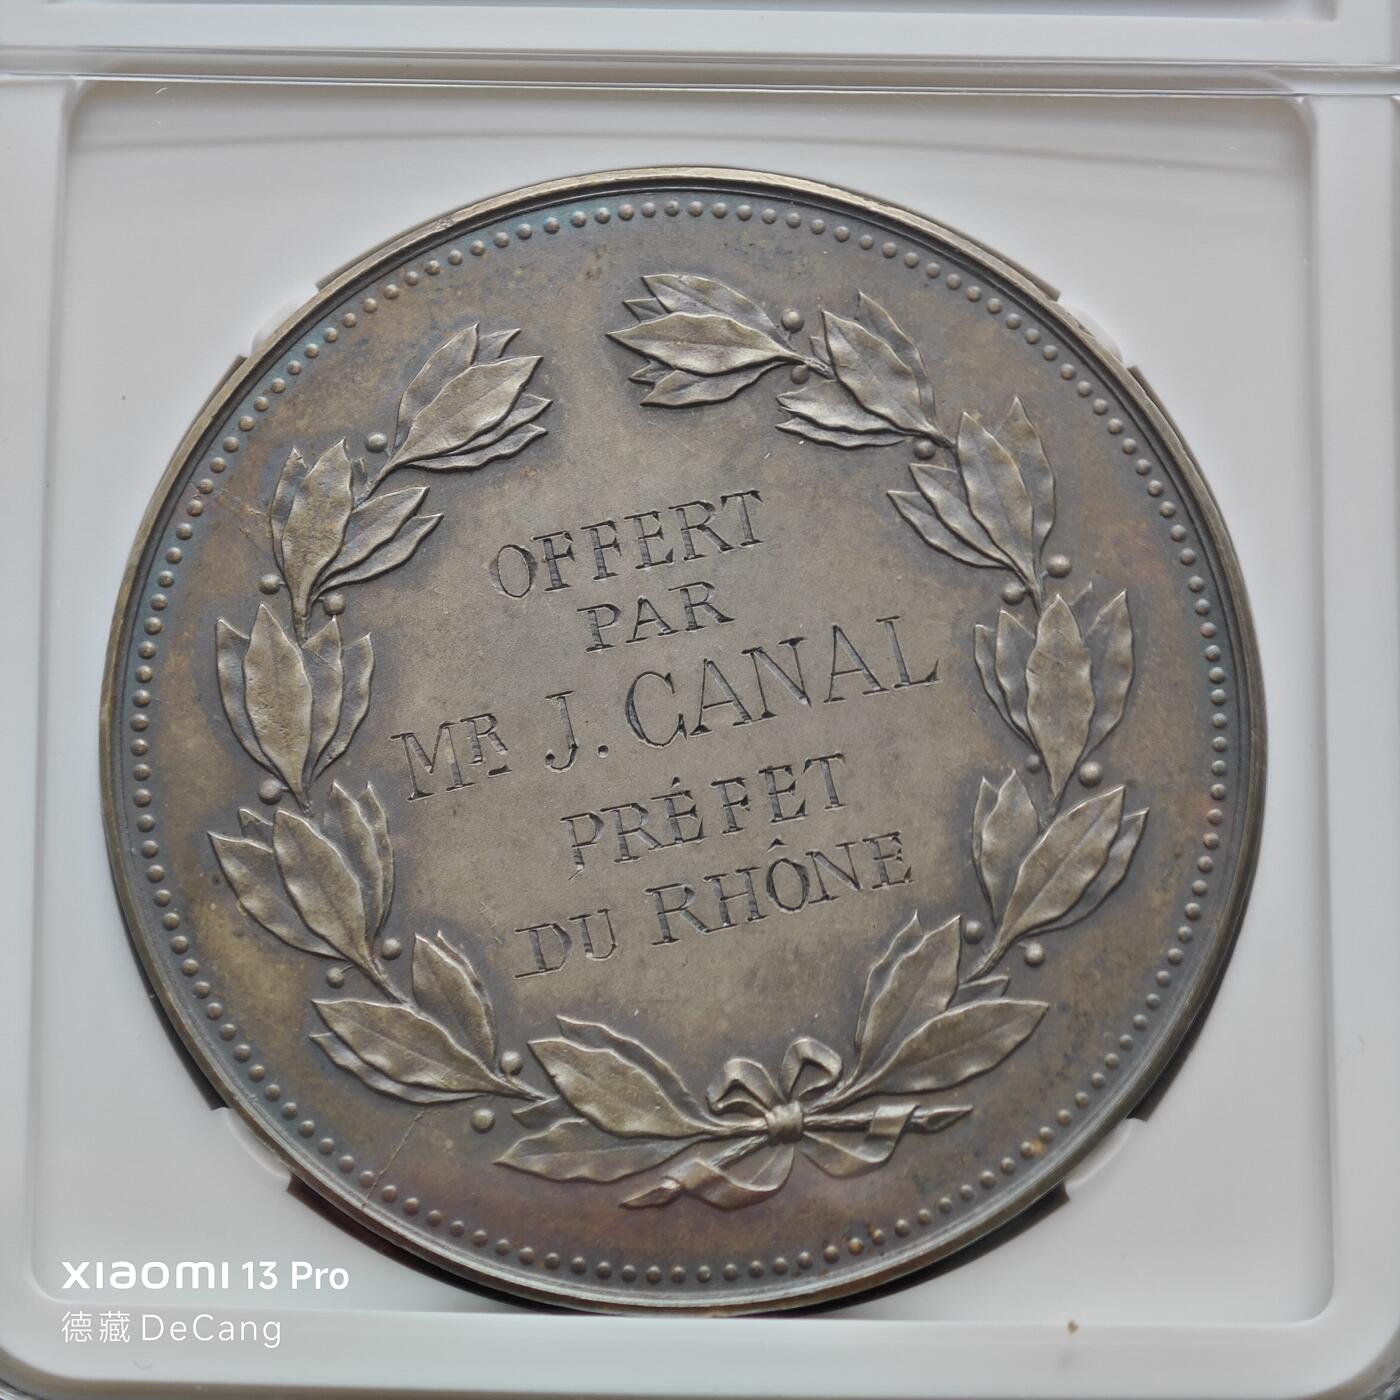 OFFERT
PAR
MR J. CANAL
PRÉFET
DU RHÔNE
xiaomi 13 Pro
德藏 DeCang